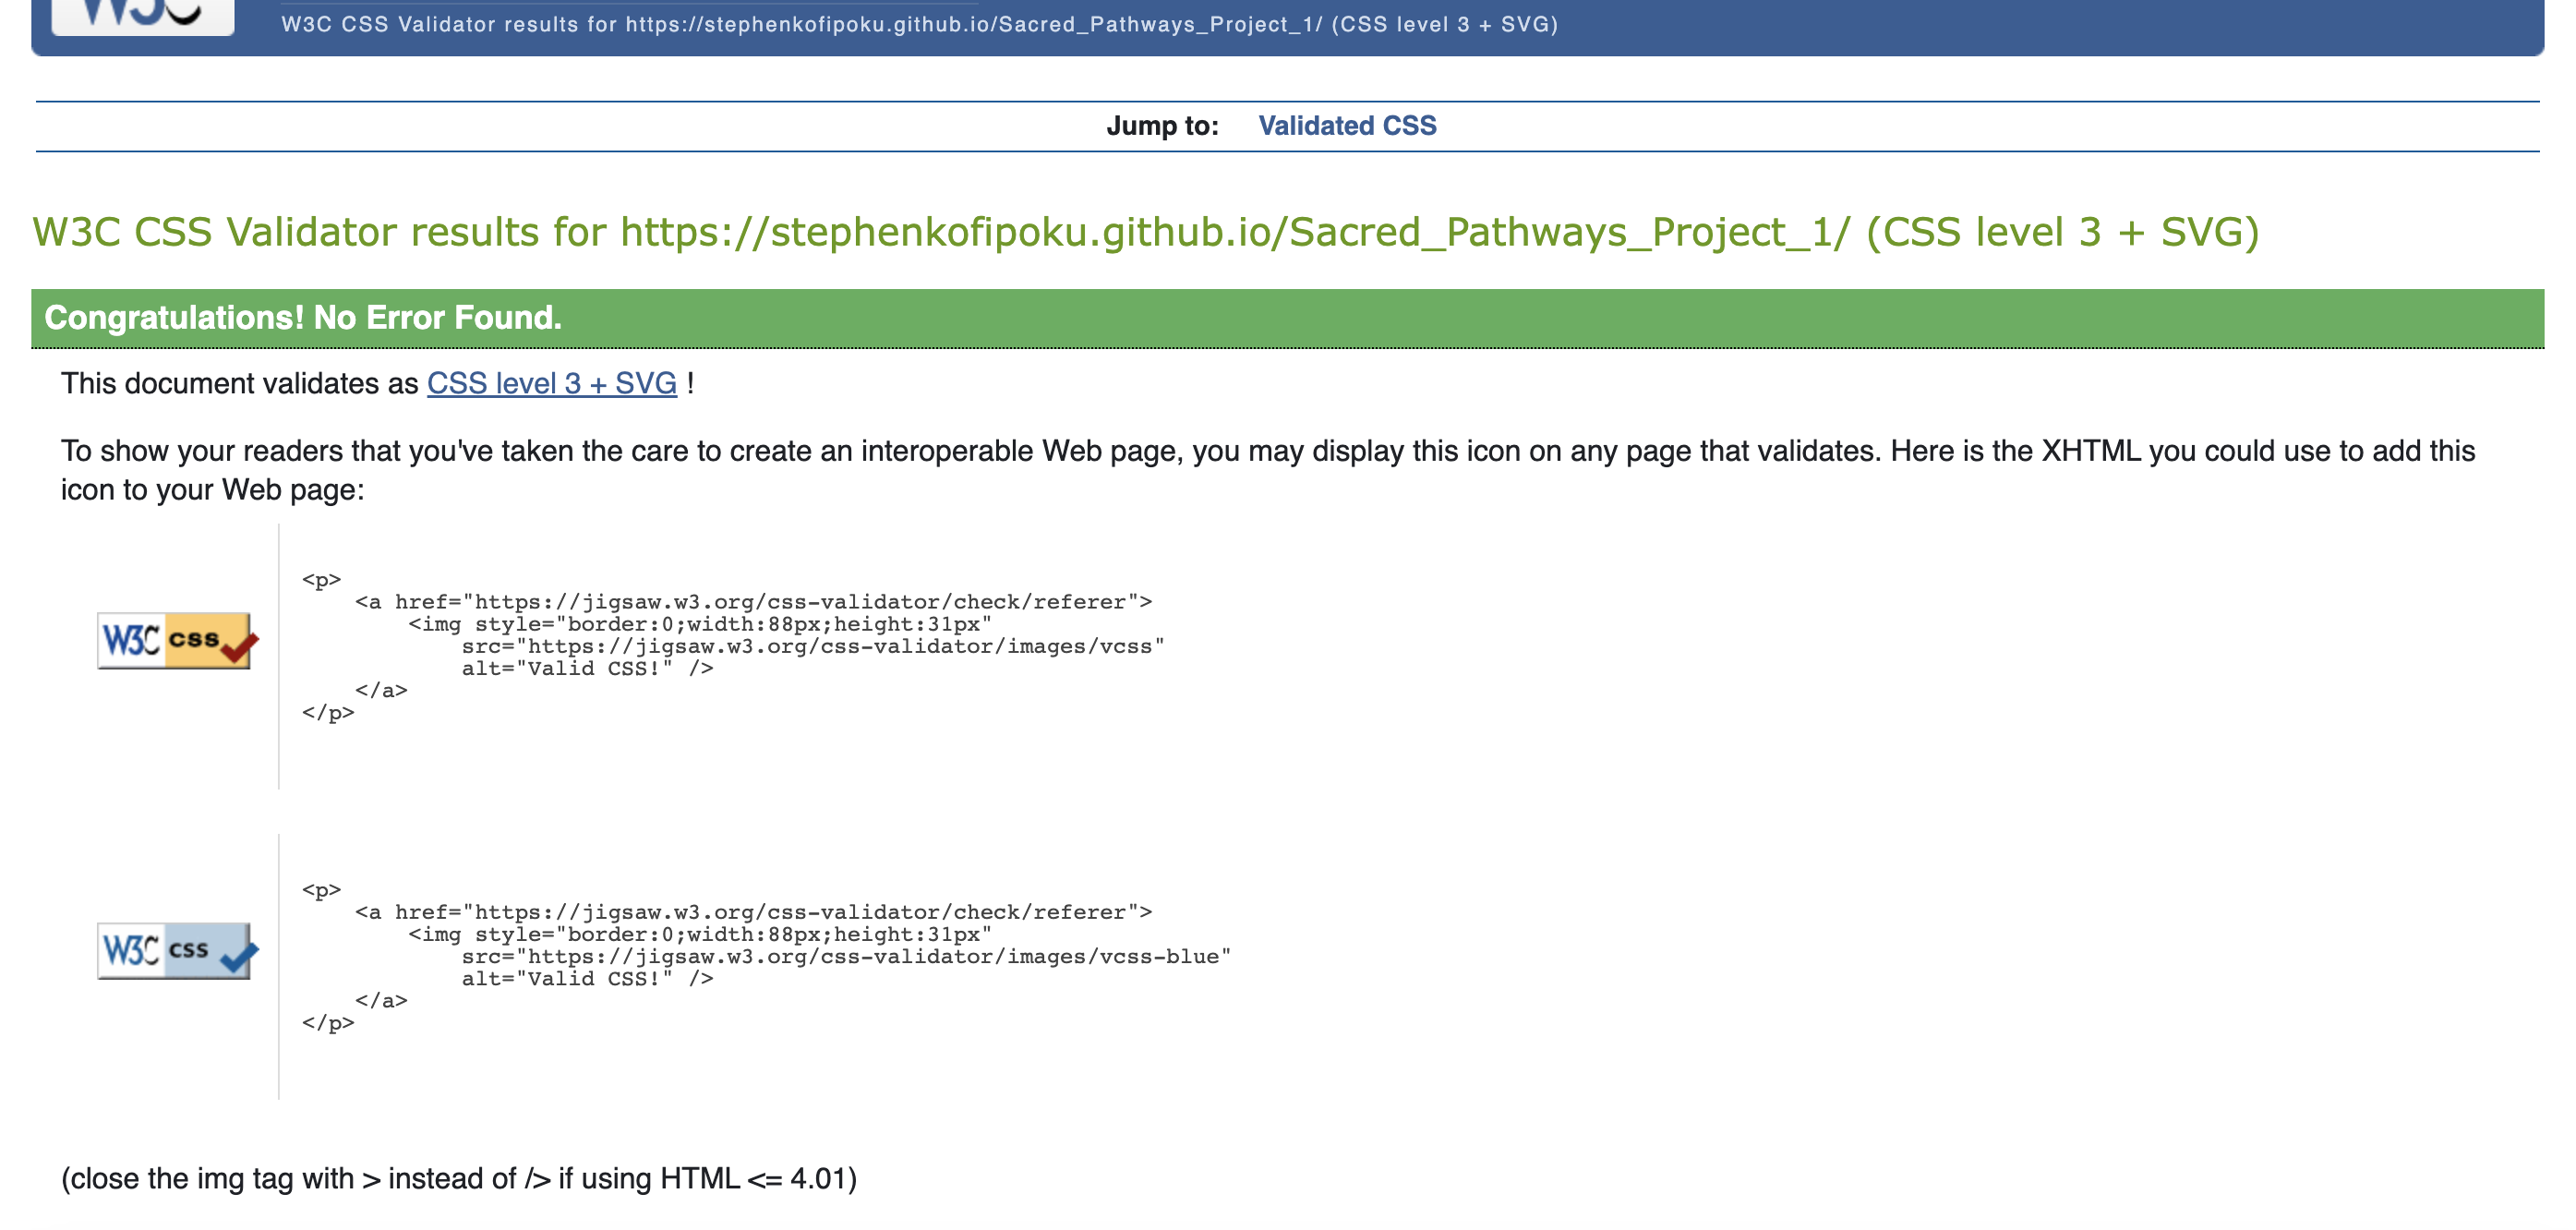 W3C
W3C CSS Validator results for https://stephenkofipoku.github.io/Sacred_Pathways_Project_1/ (CSS level 3 + SVG)
Jump to: Validated CSS
W3C CSS Validator results for https://stephenkofipoku.github.io/Sacred_Pathways_Project_1/ (CSS level 3 + SVG)
Congratulations! No Error Found.
This document validates as CSS level 3 + SVG !
To show your readers that you've taken the care to create an interoperable Web page, you may display this icon on any page that validates. Here is the XHTML you could use to add this
icon to your Web page:
W3C css
<p>
    <a href="https://jigsaw.w3.org/css-validator/check/referer">
        <img style="border:0;width:88px;height:31px"
            src="https://jigsaw.w3.org/css-validator/images/vcss"
            alt="Valid CSS!" />
    </a>
</p>
W3C css
<p>
    <a href="https://jigsaw.w3.org/css-validator/check/referer">
        <img style="border:0;width:88px;height:31px"
            src="https://jigsaw.w3.org/css-validator/images/vcss-blue"
            alt="Valid CSS!" />
    </a>
</p>
(close the img tag with > instead of /> if using HTML <= 4.01)